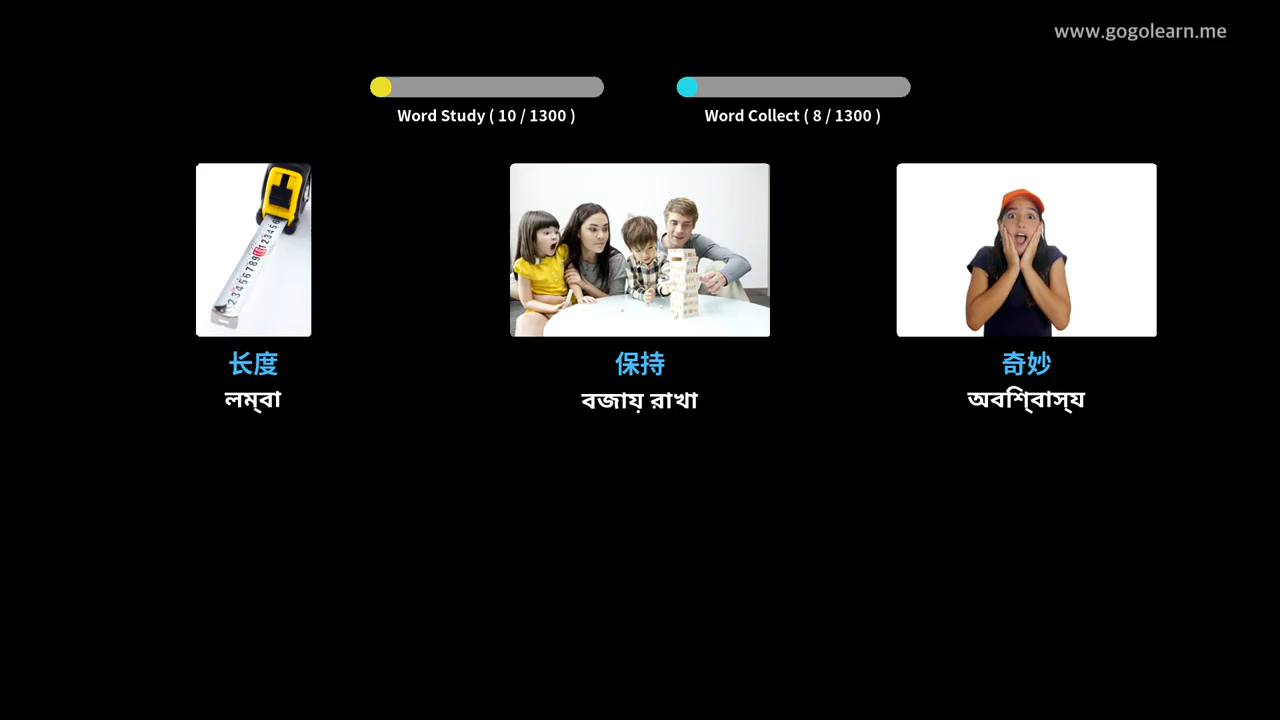 www.gogolearn.me
Word Study ( 10 / 1300 )
Word Collect ( 8 / 1300 )
长度
保持
奇妙
লম্বা
বজায় রাখা
অবিশ্বাস্য